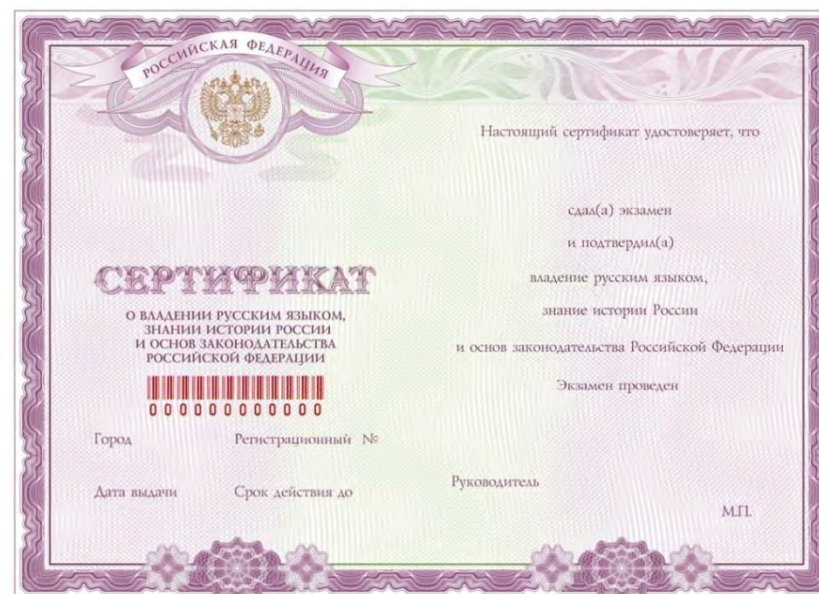 РОССИЙСКАЯ ФЕДЕРАЦИЯ
СЕРТИФИКАТ
О ВЛАДЕНИИ РУССКИМ ЯЗЫКОМ,
ЗНАНИИ ИСТОРИИ РОССИИ
И ОСНОВ ЗАКОНОДАТЕЛЬСТВА
РОССИЙСКОЙ ФЕДЕРАЦИИ
000000000000
Город Регистрационный №
Дата выдачи Срок действия до
Настоящий сертификат удостоверяет, что
сдал(а) экзамен
и подтвердил(а)
владение русским языком,
знание истории России
и основ законодательства Российской Федерации
Экзамен проведен
Руководитель
М.П.